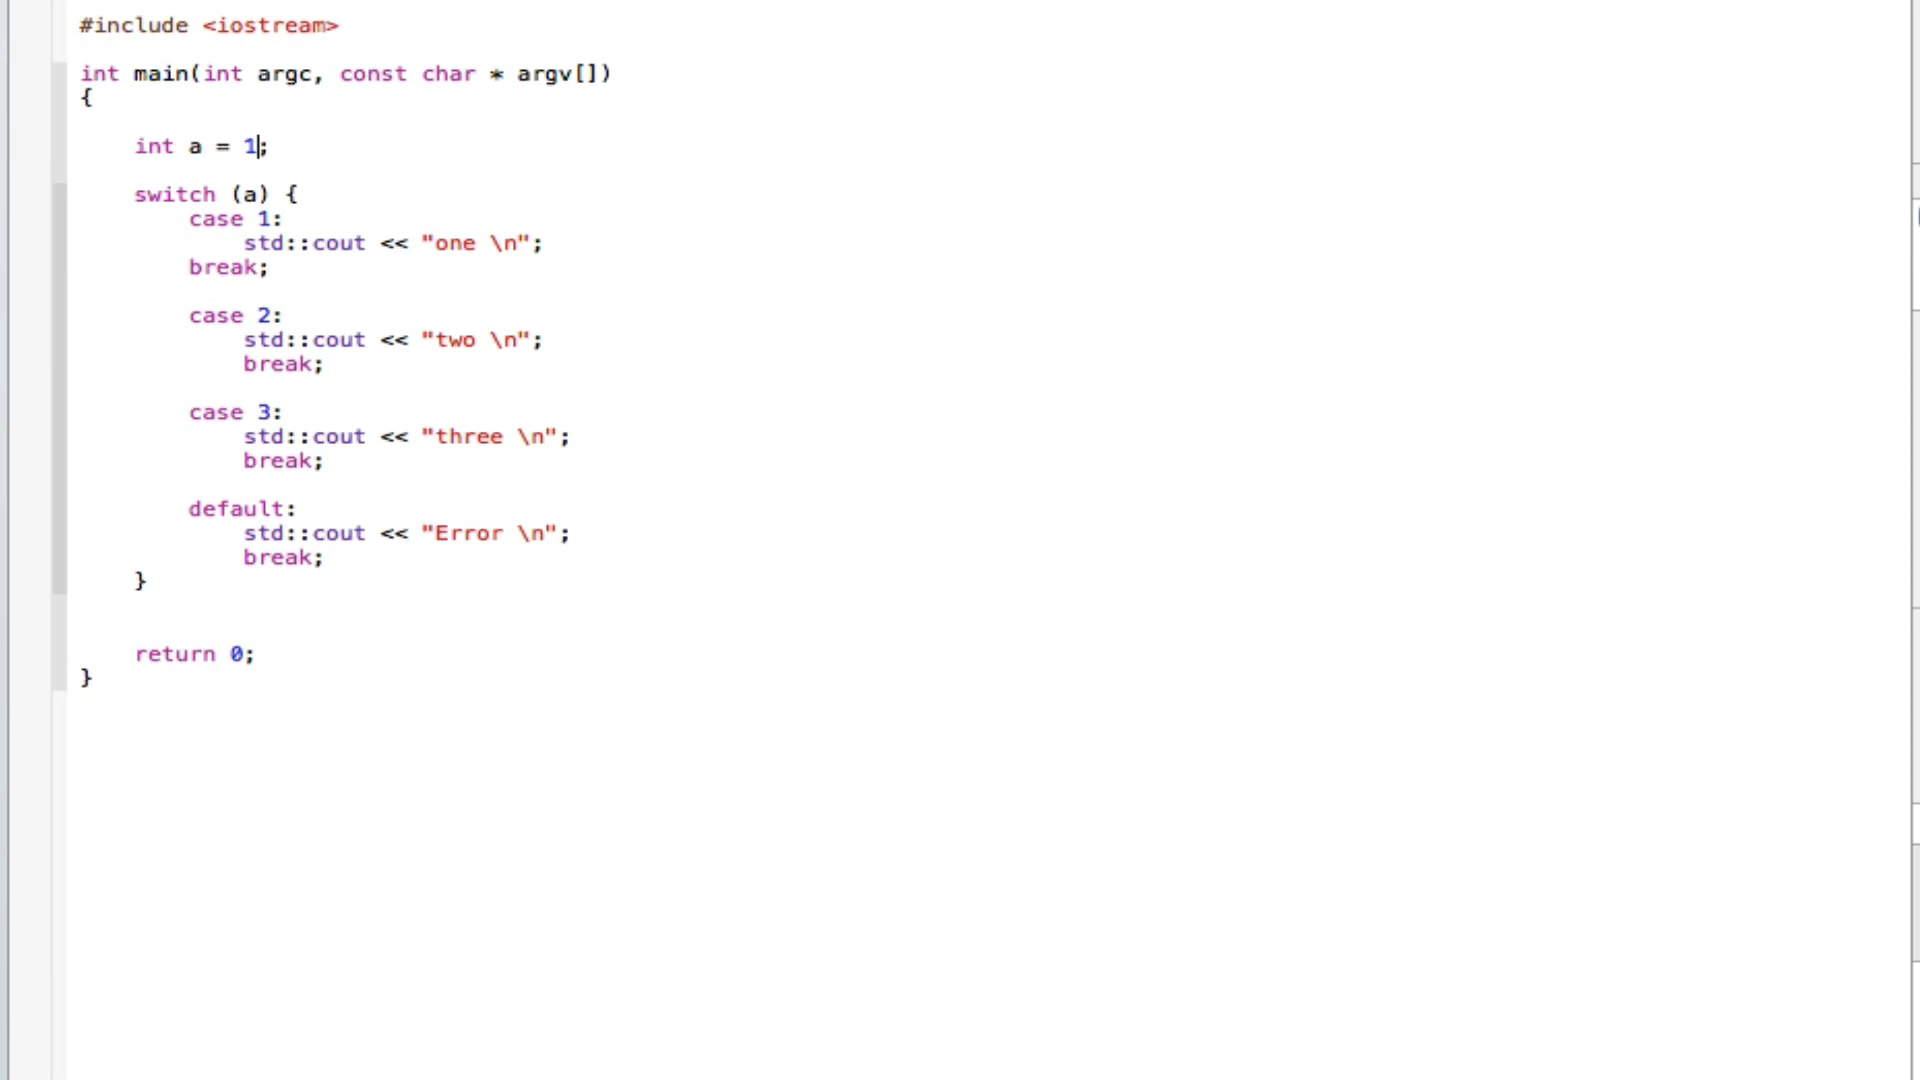 #include <iostream>
int main(int argc, const char * argv[])
{
int a = 1;
switch (a) {
case 1:
std::cout << "one \n";
break;
case 2:
std::cout << "two \n";
break;
case 3:
std::cout << "three \n";
break;
default:
std::cout << "Error \n";
break;
}
return 0;
}